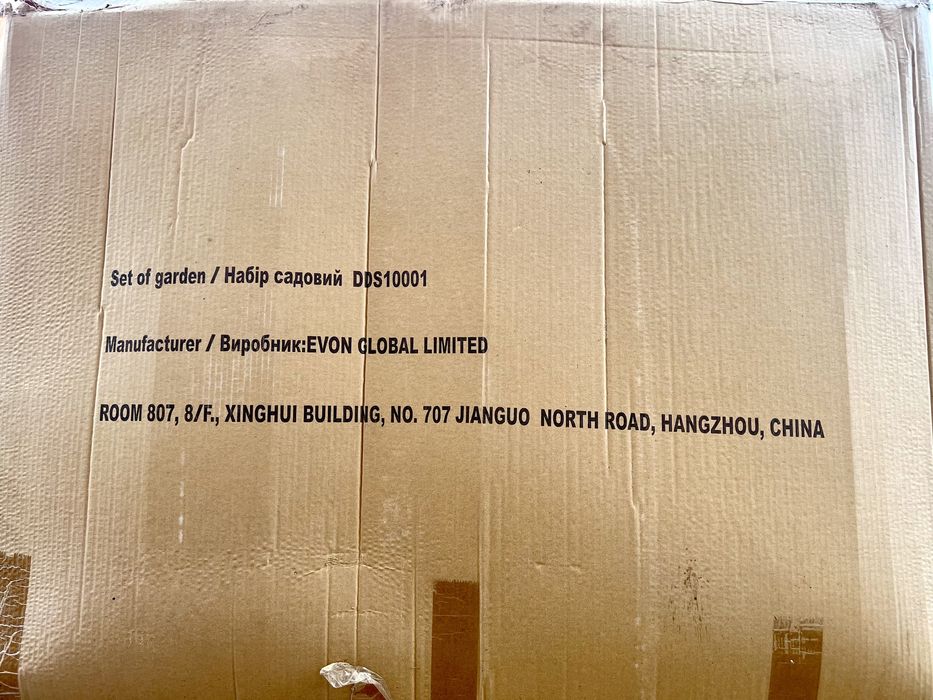 Set of garden / Набір садовий DDS10001
Manufacturer / Виробник:EVON GLOBAL LIMITED
ROOM 807, 8/F., XINGHUI BUILDING, NO. 707 JIANGUO NORTH ROAD, HANGZHOU, CHINA